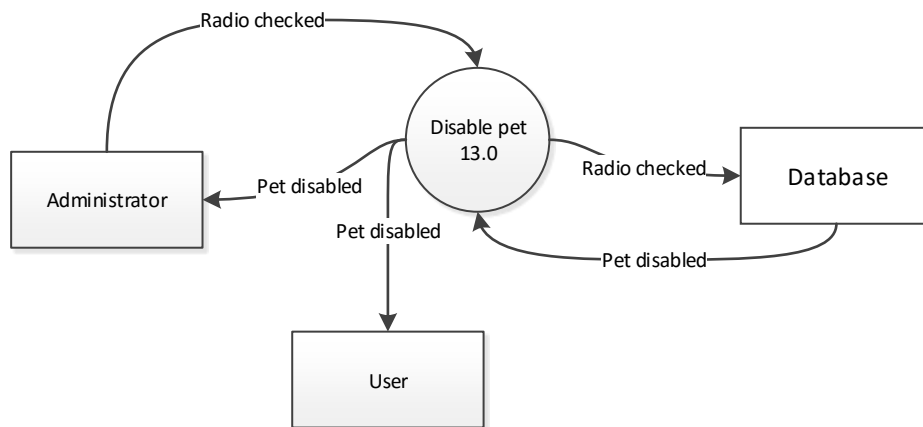 Radio checked
Disable pet
13.0
Radio checked
Database
Administrator
Pet disabled
Pet disabled
Pet disabled
User